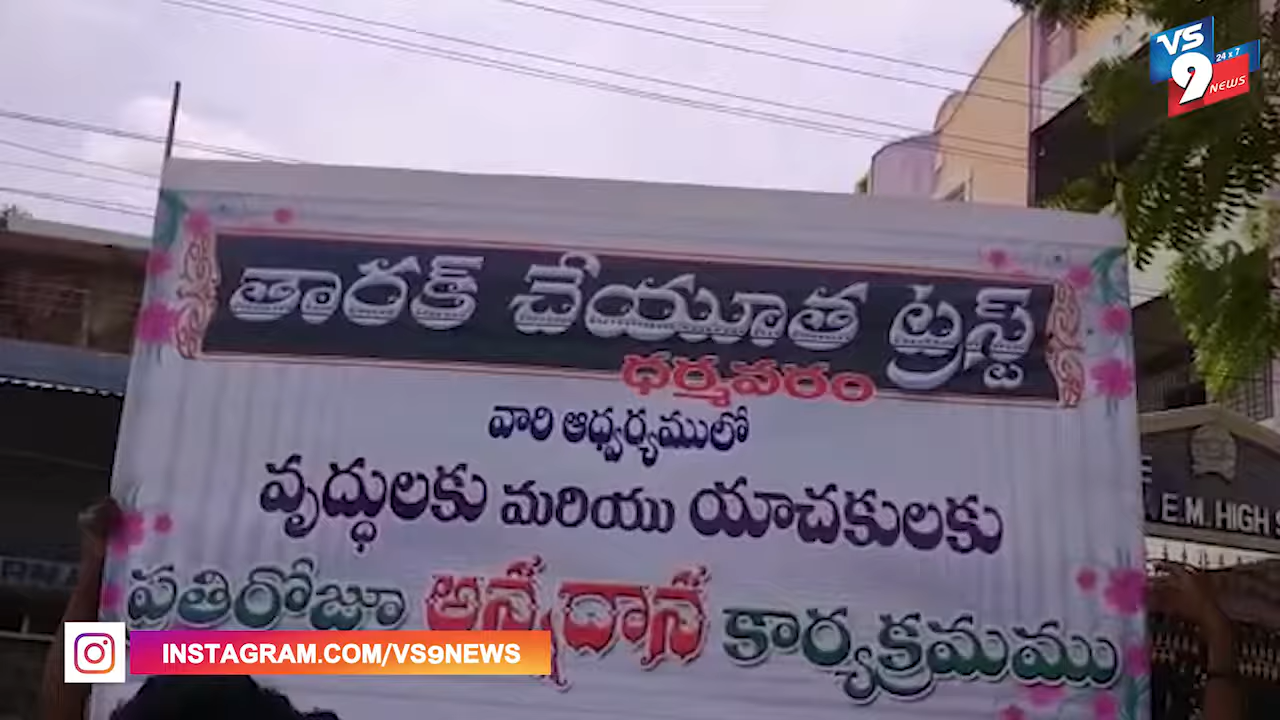 VS
9
24 x 7
NEWS
తారక్ చేయూత ట్రస్ట్
ధర్మవరం
వారి ఆధ్వర్యములో
వృద్ధులకు మరియు యాచకులకు
ప్రతిరోజూ అన్నదాన కార్యక్రమము
E.M. HIGH
INSTAGRAM.COM/VS9NEWS